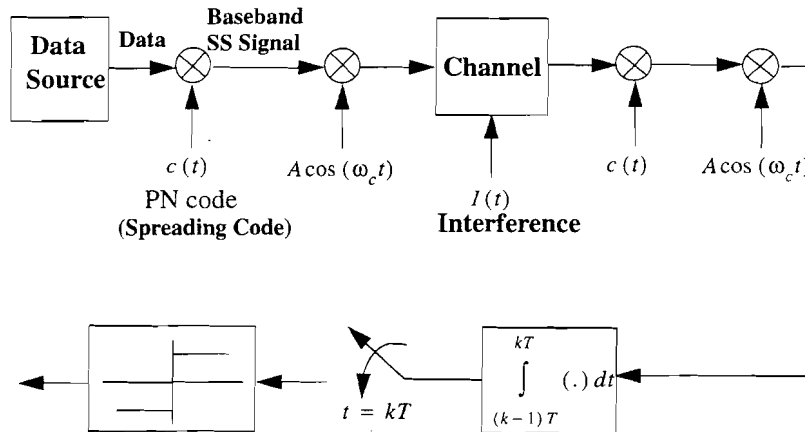 Data Source
Data
Baseband SS Signal
Channel
c (t)
PN code
(Spreading Code)
A cos (ω_c t)
I (t)
Interference
c (t)
A cos (ω_c t)
t = kT
kT
∫ (.) dt
(k − 1) T